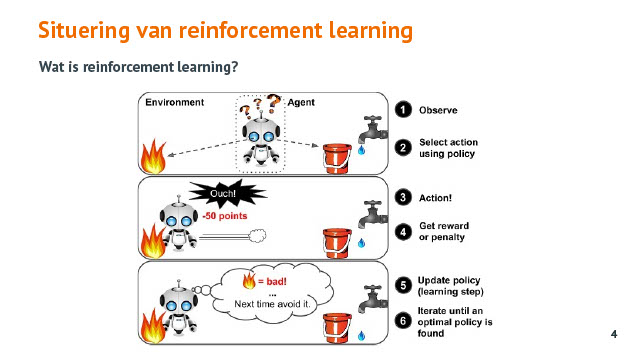 Situering van reinforcement learning
Wat is reinforcement learning?
Environment
Agent
? ? ?
1 Observe
2 Select action
using policy
Ouch!
-50 points
3 Action!
4 Get reward
or penalty
= bad!
...
Next time avoid it.
5 Update policy
(learning step)
6 Iterate until an
optimal policy is
found
4